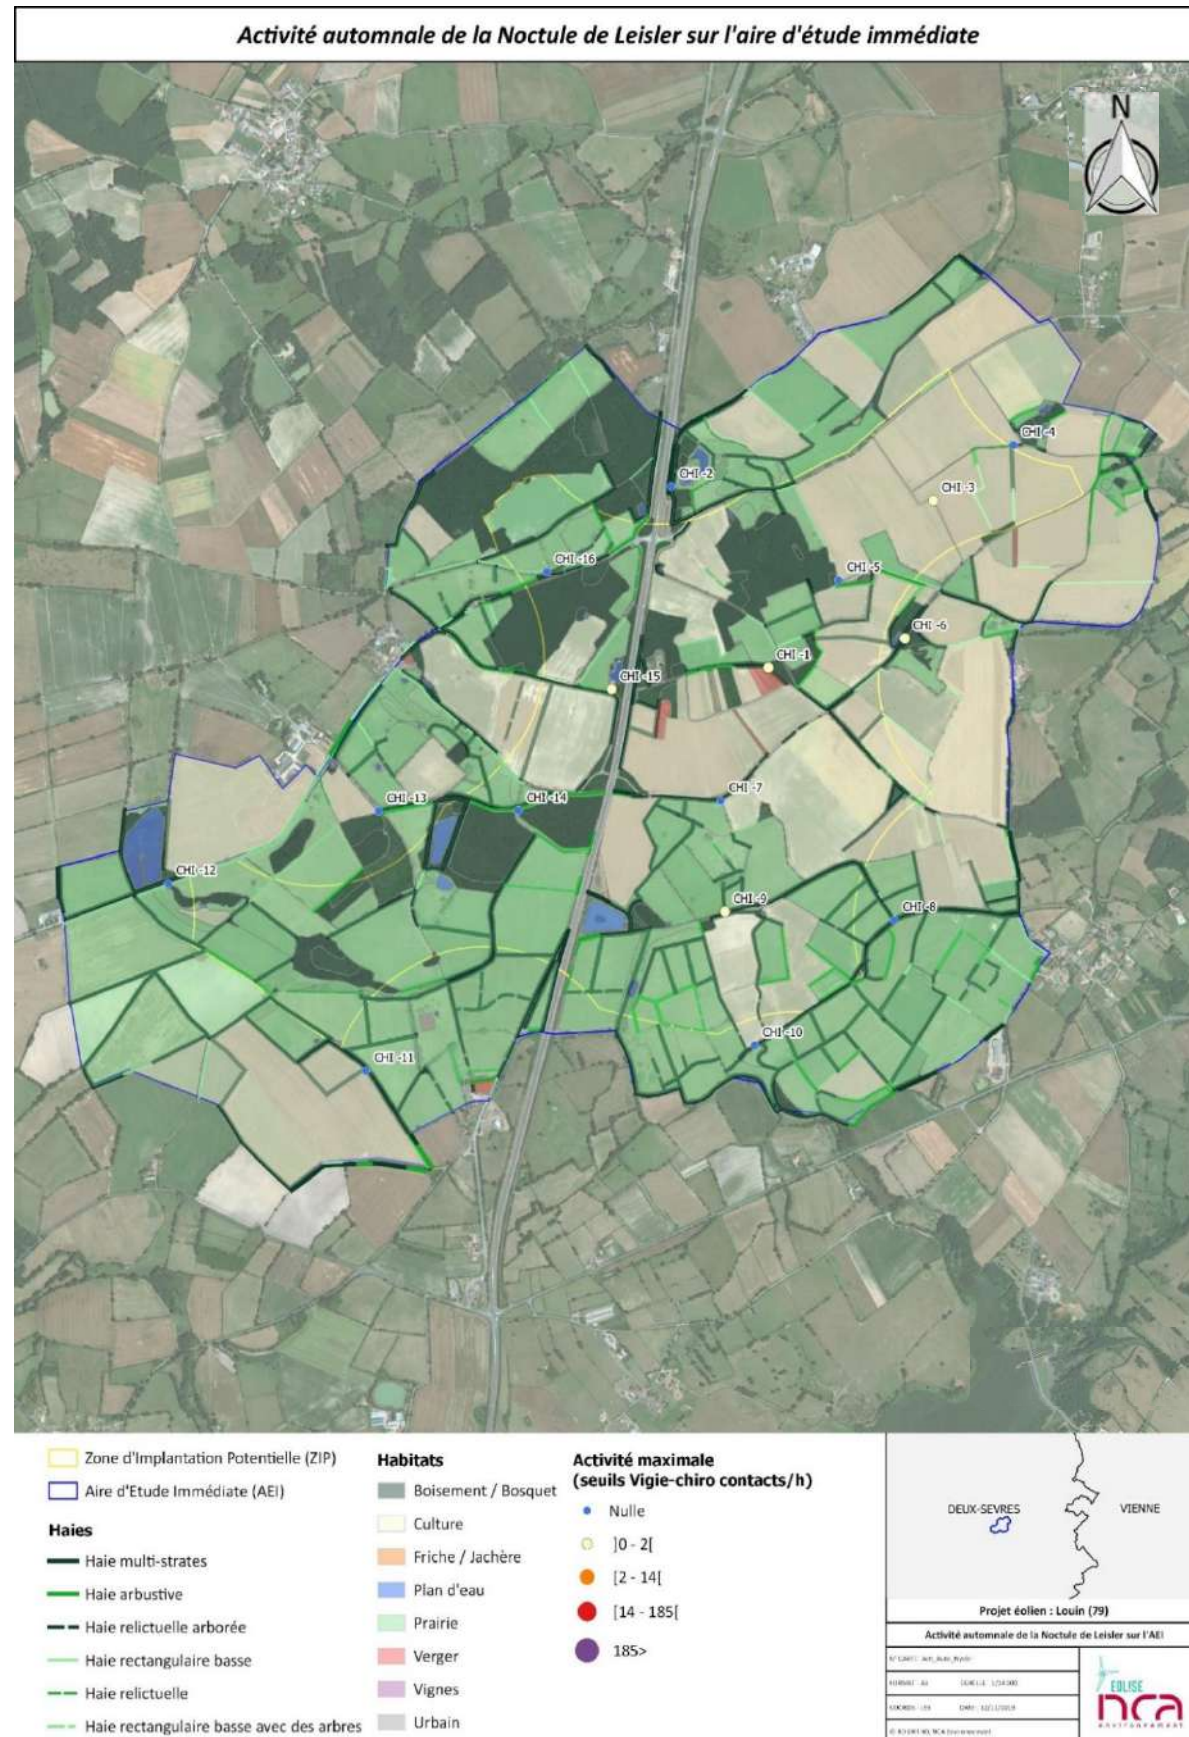 Activité automnale de la Noctule de Leisler sur l'aire d'étude immédiate
N
CHI -4
CHI -2
CHI -3
CHI -16
CHI -5
CHI -6
CHI -1
CHI -15
CHI -7
CHI -13
CHI -14
CHI -12
CHI -9
CHI -8
CHI -10
CHI -11
Zone d'Implantation Potentielle (ZIP)
Aire d'Etude Immédiate (AEI)
Haies
Haie multi-strates
Haie arbustive
Haie relictuelle arborée
Haie rectangulaire basse
Haie relictuelle
Haie rectangulaire basse avec des arbres
Habitats
Boisement / Bosquet
Culture
Friche / Jachère
Plan d'eau
Prairie
Verger
Vignes
Urbain
Activité maximale
(seuils Vigie-chiro contacts/h)
Nulle
]0 - 2[
[2 - 14[
[14 - 185[
185>
DEUX-SEVRES
VIENNE
Projet éolien : Louin (79)
Activité automnale de la Noctule de Leisler sur l'AEI
EOLISE
nca
environnement